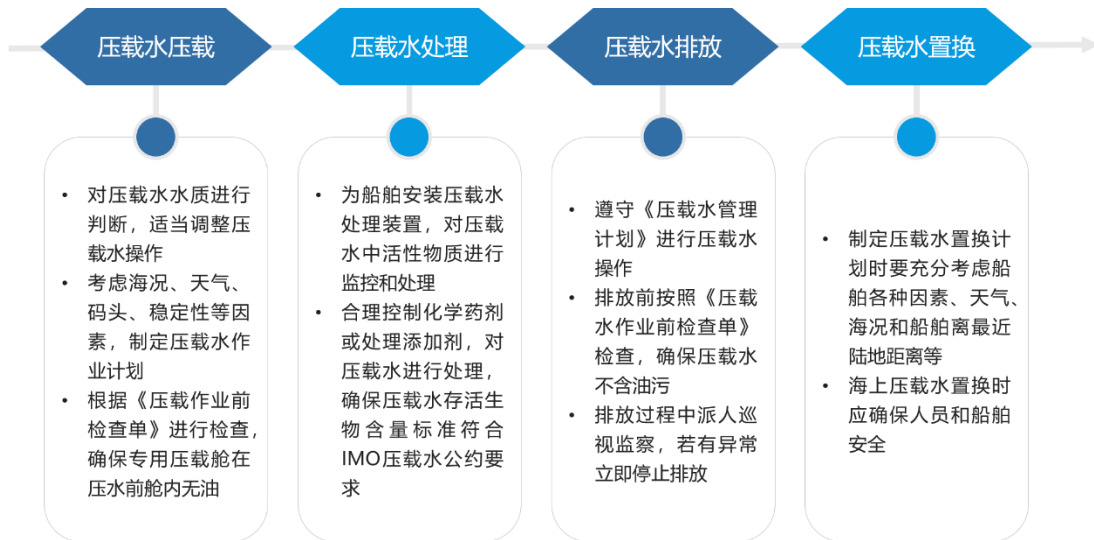 压载水压载
压载水处理
压载水排放
压载水置换
• 对压载水水质进行
判断，适当调整压
载水操作
• 考虑海况、天气、
码头、稳定性等因
素，制定压载水作
业计划
• 根据《压载作业前
检查单》进行检查，
确保专用压载舱在
压水前舱内无油
• 为船舶安装压载水
处理装置，对压载
水中活性物质进行
监控和处理
• 合理控制化学药剂
或处理添加剂，对
压载水进行处理，
确保压载水存活生
物含量标准符合
IMO压载水公约要
求
• 遵守《压载水管理
计划》进行压载水
操作
• 排放前按照《压载
水作业前检查单》
检查，确保压载水
不含油污
• 排放过程中派人巡
视监察，若有异常
立即停止排放
• 制定压载水置换计
划时要充分考虑船
舶各种因素、天气、
海况和船舶离最近
陆地距离等
• 海上压载水置换时
应确保人员和船舶
安全